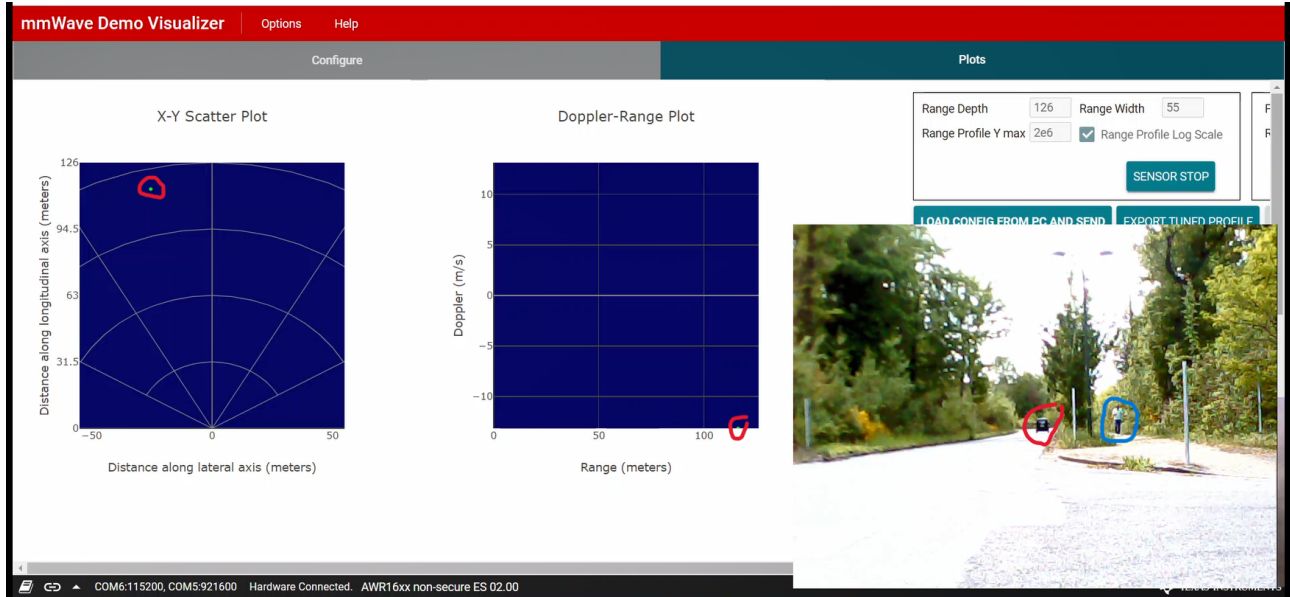 mmWave Demo Visualizer Options Help
Configure Plots
X-Y Scatter Plot
126
94.5
63
31.5
0
−50 0 50
Distance along longitudinal axis (meters)
Distance along lateral axis (meters)
Doppler-Range Plot
10
5
0
−5
−10
0 50 100
Doppler (m/s)
Range (meters)
Range Depth 126 Range Width 55
Range Profile Y max 2e6 Range Profile Log Scale
SENSOR STOP
LOAD CONFIG FROM PC AND SEND EXPORT TUNED PROFILE
COM6:115200, COM5:921600 Hardware Connected. AWR16xx non-secure ES 02.00